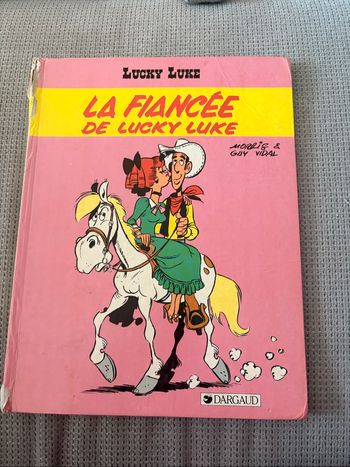 LUCKY LUKE
LA FIANCÉE
DE LUCKY LUKE
MORRIS &
GUY VIDAL
DARGAUD